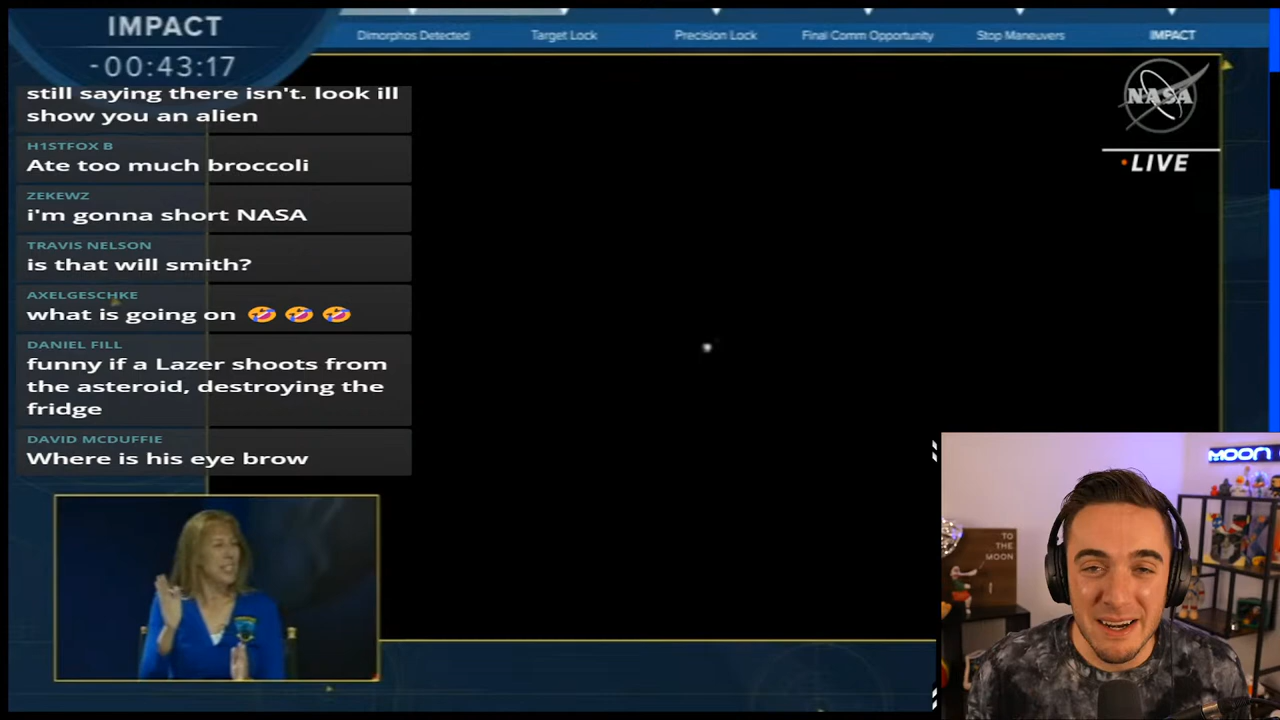 IMPACT
-00:43:17
Dimorphos Detected
Target Lock
Precision Lock
Final Comm Opportunity
Stop Maneuvers
IMPACT
NASA
LIVE
still saying there isn't. look ill
show you an alien
H1STFOX B
Ate too much broccoli
ZEKEWZ
i'm gonna short NASA
TRAVIS NELSON
is that will smith?
AXELGESCHKE
what is going on 🤣 🤣 🤣
DANIEL FILL
funny if a Lazer shoots from
the asteroid, destroying the
fridge
DAVID MCDUFFIE
Where is his eye brow
MOON
TO
THE
MOON